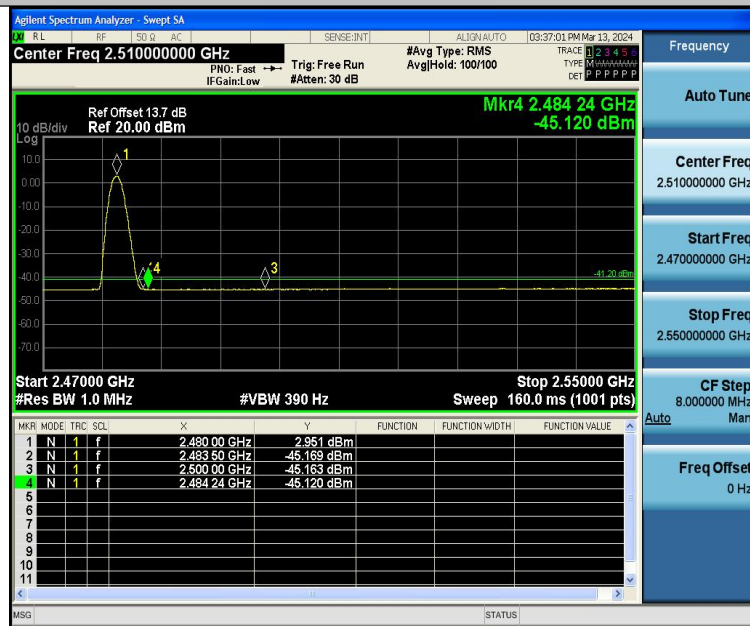 Agilent Spectrum Analyzer - Swept SA
LXI RL RF 50 Ω AC SENSE:INT ALIGNAUTO 03:37:01 PM Mar 13, 2024
Center Freq 2.510000000 GHz
PNO: Fast
IFGain:Low
Trig: Free Run
#Atten: 30 dB
#Avg Type: RMS
Avg|Hold: 100/100
TRACE 1 2 3 4 5 6
TYPE M
DET P P P P P P
Frequency
Auto Tune
Center Freq
2.510000000 GHz
Start Freq
2.470000000 GHz
Stop Freq
2.550000000 GHz
CF Step
8.000000 MHz
Auto Man
Freq Offset
0 Hz
Mkr4 2.484 24 GHz
-45.120 dBm
Ref Offset 13.7 dB
10 dB/div Ref 20.00 dBm
Log
10.0
0.00
-10.0
-20.0
-30.0
-40.0
-50.0
-60.0
-70.0
1
4
3
-41.20 dBm
Start 2.47000 GHz Stop 2.55000 GHz
#Res BW 1.0 MHz #VBW 390 Hz Sweep 160.0 ms (1001 pts)
MKR MODE TRC SCL X Y FUNCTION FUNCTION WIDTH FUNCTION VALUE
1 N 1 f 2.480 00 GHz 2.951 dBm
2 N 1 f 2.483 50 GHz -45.169 dBm
3 N 1 f 2.500 00 GHz -45.163 dBm
4 N 1 f 2.484 24 GHz -45.120 dBm
5
6
7
8
9
10
11
MSG STATUS